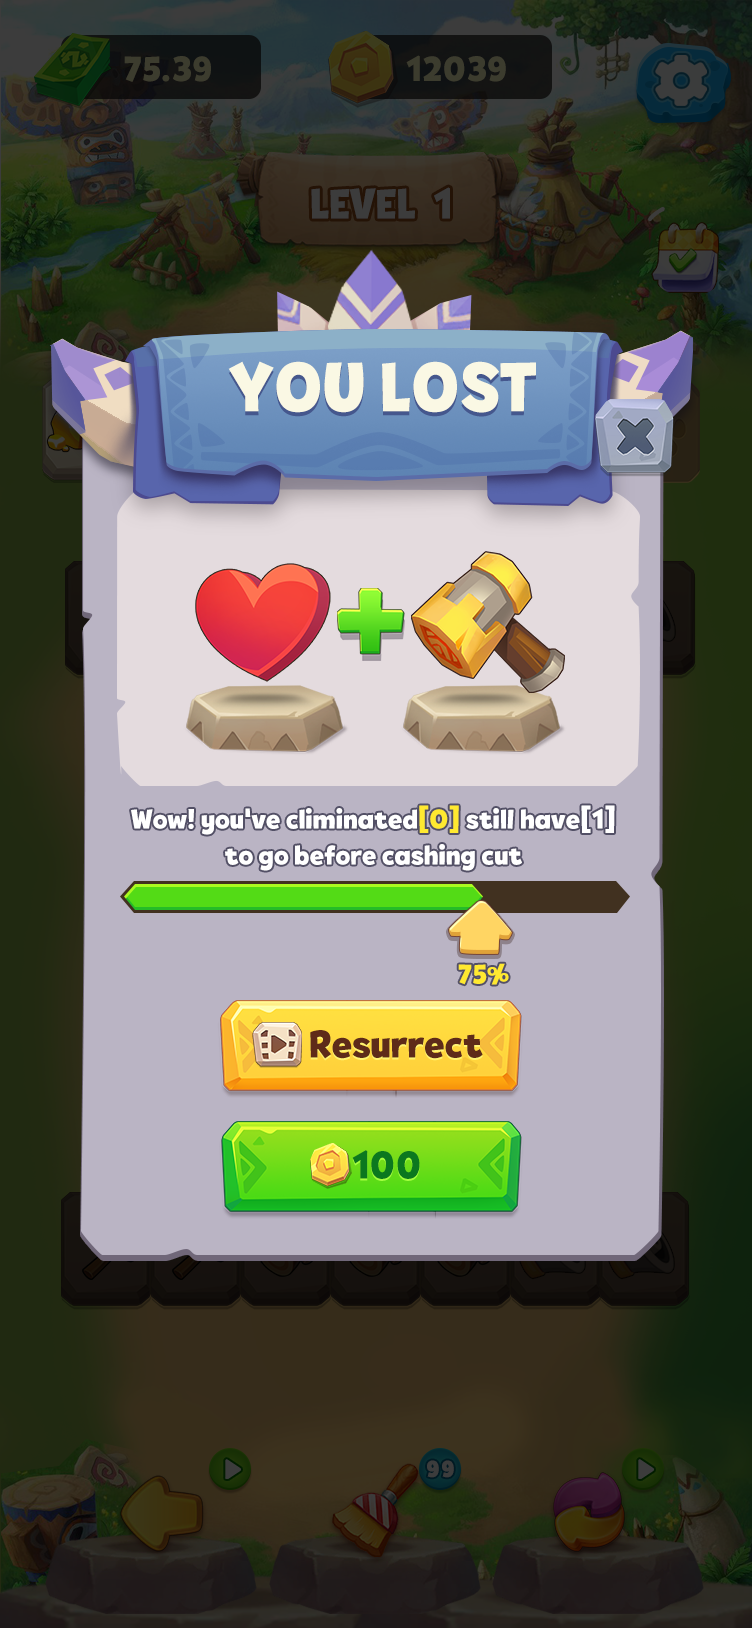 75.39
12039
LEVEL 1
YOU LOST
Wow! you've climinated[0] still have[1]
to go before cashing cut
75%
Resurrect
100
99